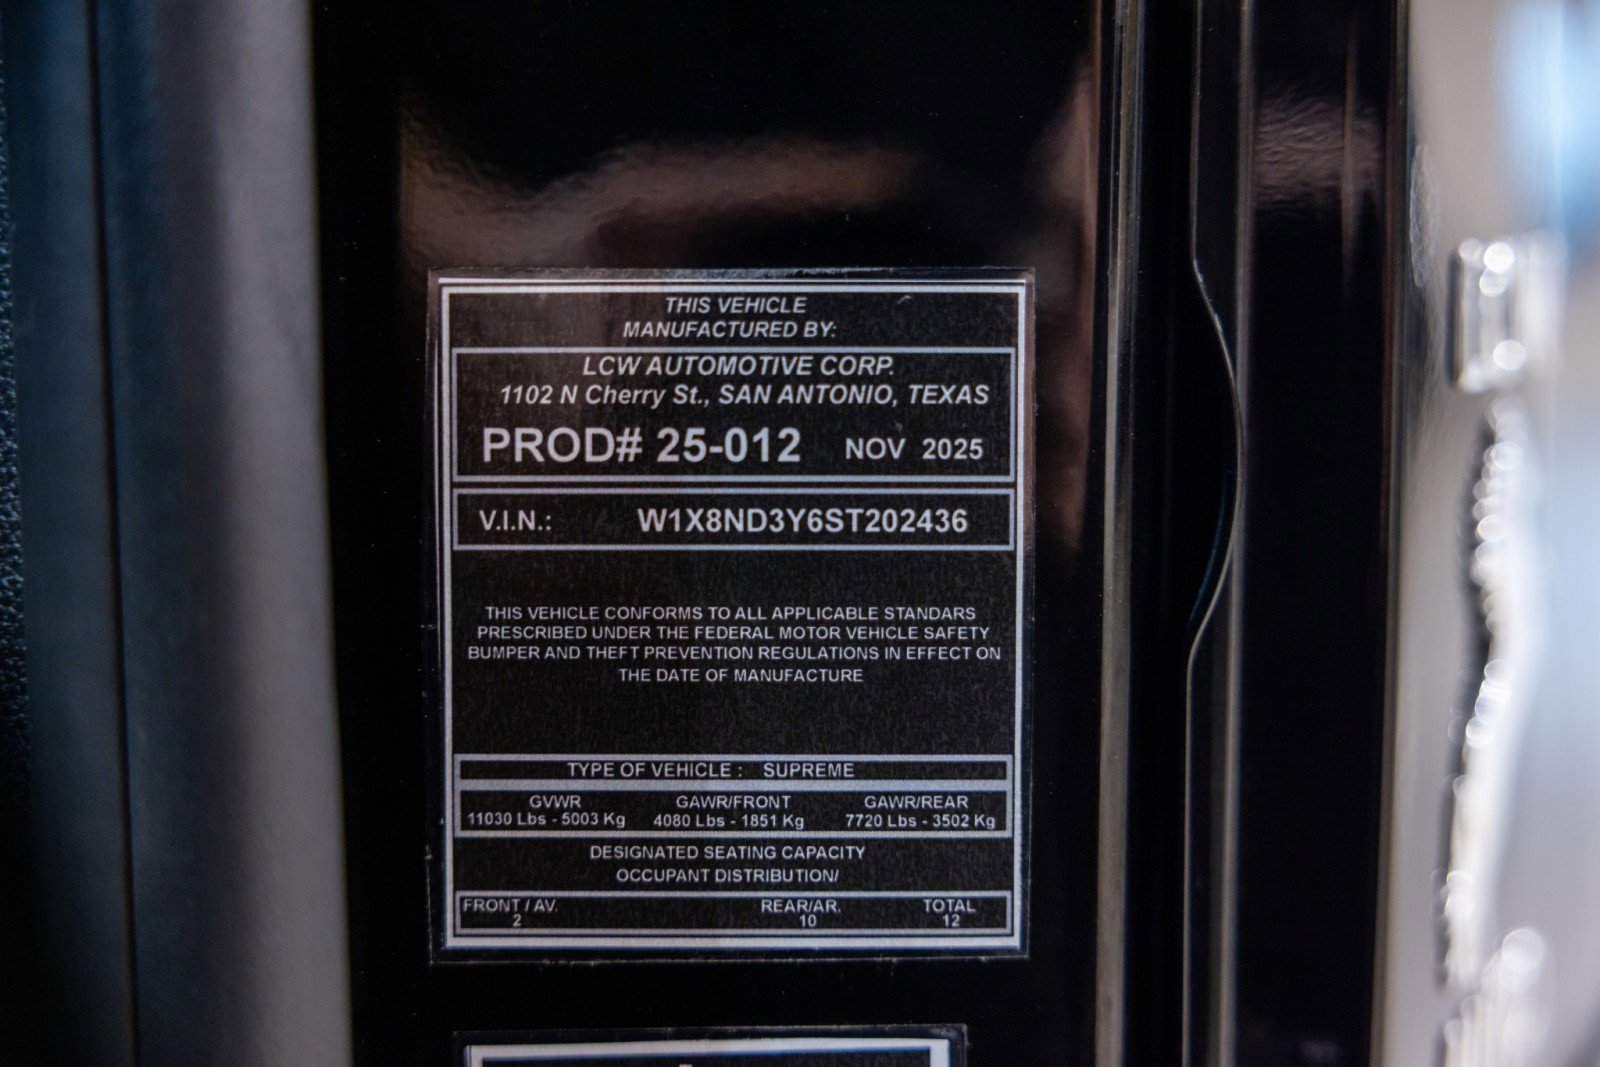 THIS VEHICLE
MANUFACTURED BY:
LCW AUTOMOTIVE CORP.
1102 N Cherry St., SAN ANTONIO, TEXAS
PROD# 25-012 NOV 2025
V.I.N.: W1X8ND3Y6ST202436
THIS VEHICLE CONFORMS TO ALL APPLICABLE STANDARS
PRESCRIBED UNDER THE FEDERAL MOTOR VEHICLE SAFETY
BUMPER AND THEFT PREVENTION REGULATIONS IN EFFECT ON
THE DATE OF MANUFACTURE
TYPE OF VEHICLE : SUPREME
GVWR GAWR/FRONT GAWR/REAR
11030 Lbs - 5003 Kg 4080 Lbs - 1851 Kg 7720 Lbs - 3502 Kg
DESIGNATED SEATING CAPACITY
OCCUPANT DISTRIBUTION/
FRONT / AV. REAR/AR. TOTAL
2 10 12